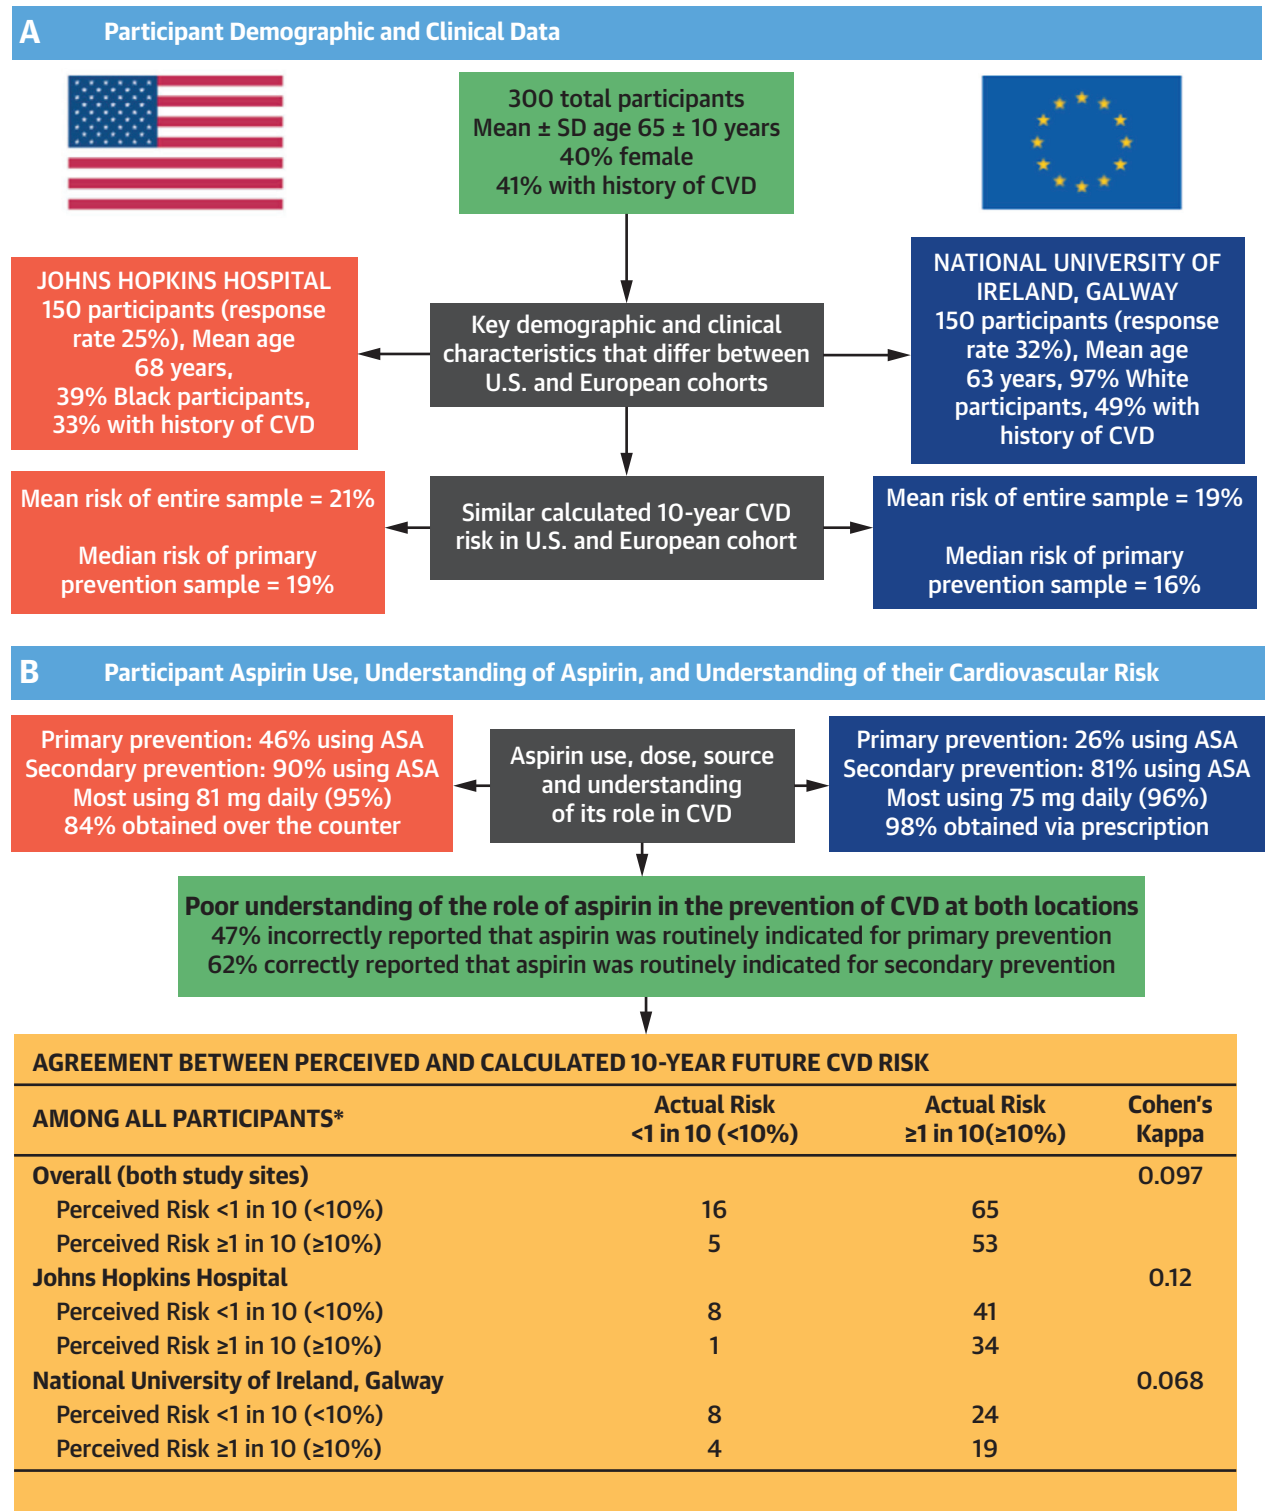 A Participant Demographic and Clinical Data
300 total participants
Mean ± SD age 65 ± 10 years
40% female
41% with history of CVD
JOHNS HOPKINS HOSPITAL
150 participants (response
rate 25%), Mean age
68 years,
39% Black participants,
33% with history of CVD
Key demographic and clinical
characteristics that differ between
U.S. and European cohorts
NATIONAL UNIVERSITY OF
IRELAND, GALWAY
150 participants (response
rate 32%), Mean age
63 years, 97% White
participants, 49% with
history of CVD
Mean risk of entire sample = 21%
Median risk of primary
prevention sample = 19%
Similar calculated 10-year CVD
risk in U.S. and European cohort
Mean risk of entire sample = 19%
Median risk of primary
prevention sample = 16%
B Participant Aspirin Use, Understanding of Aspirin, and Understanding of their Cardiovascular Risk
Primary prevention: 46% using ASA
Secondary prevention: 90% using ASA
Most using 81 mg daily (95%)
84% obtained over the counter
Aspirin use, dose, source
and understanding
of its role in CVD
Primary prevention: 26% using ASA
Secondary prevention: 81% using ASA
Most using 75 mg daily (96%)
98% obtained via prescription
Poor understanding of the role of aspirin in the prevention of CVD at both locations
47% incorrectly reported that aspirin was routinely indicated for primary prevention
62% correctly reported that aspirin was routinely indicated for secondary prevention
AGREEMENT BETWEEN PERCEIVED AND CALCULATED 10-YEAR FUTURE CVD RISK
AMONG ALL PARTICIPANTS* Actual Risk <1 in 10 (<10%) Actual Risk ≥1 in 10(≥10%) Cohen's Kappa
Overall (both study sites) 0.097
Perceived Risk <1 in 10 (<10%) 16 65
Perceived Risk ≥1 in 10 (≥10%) 5 53
Johns Hopkins Hospital 0.12
Perceived Risk <1 in 10 (<10%) 8 41
Perceived Risk ≥1 in 10 (≥10%) 1 34
National University of Ireland, Galway 0.068
Perceived Risk <1 in 10 (<10%) 8 24
Perceived Risk ≥1 in 10 (≥10%) 4 19